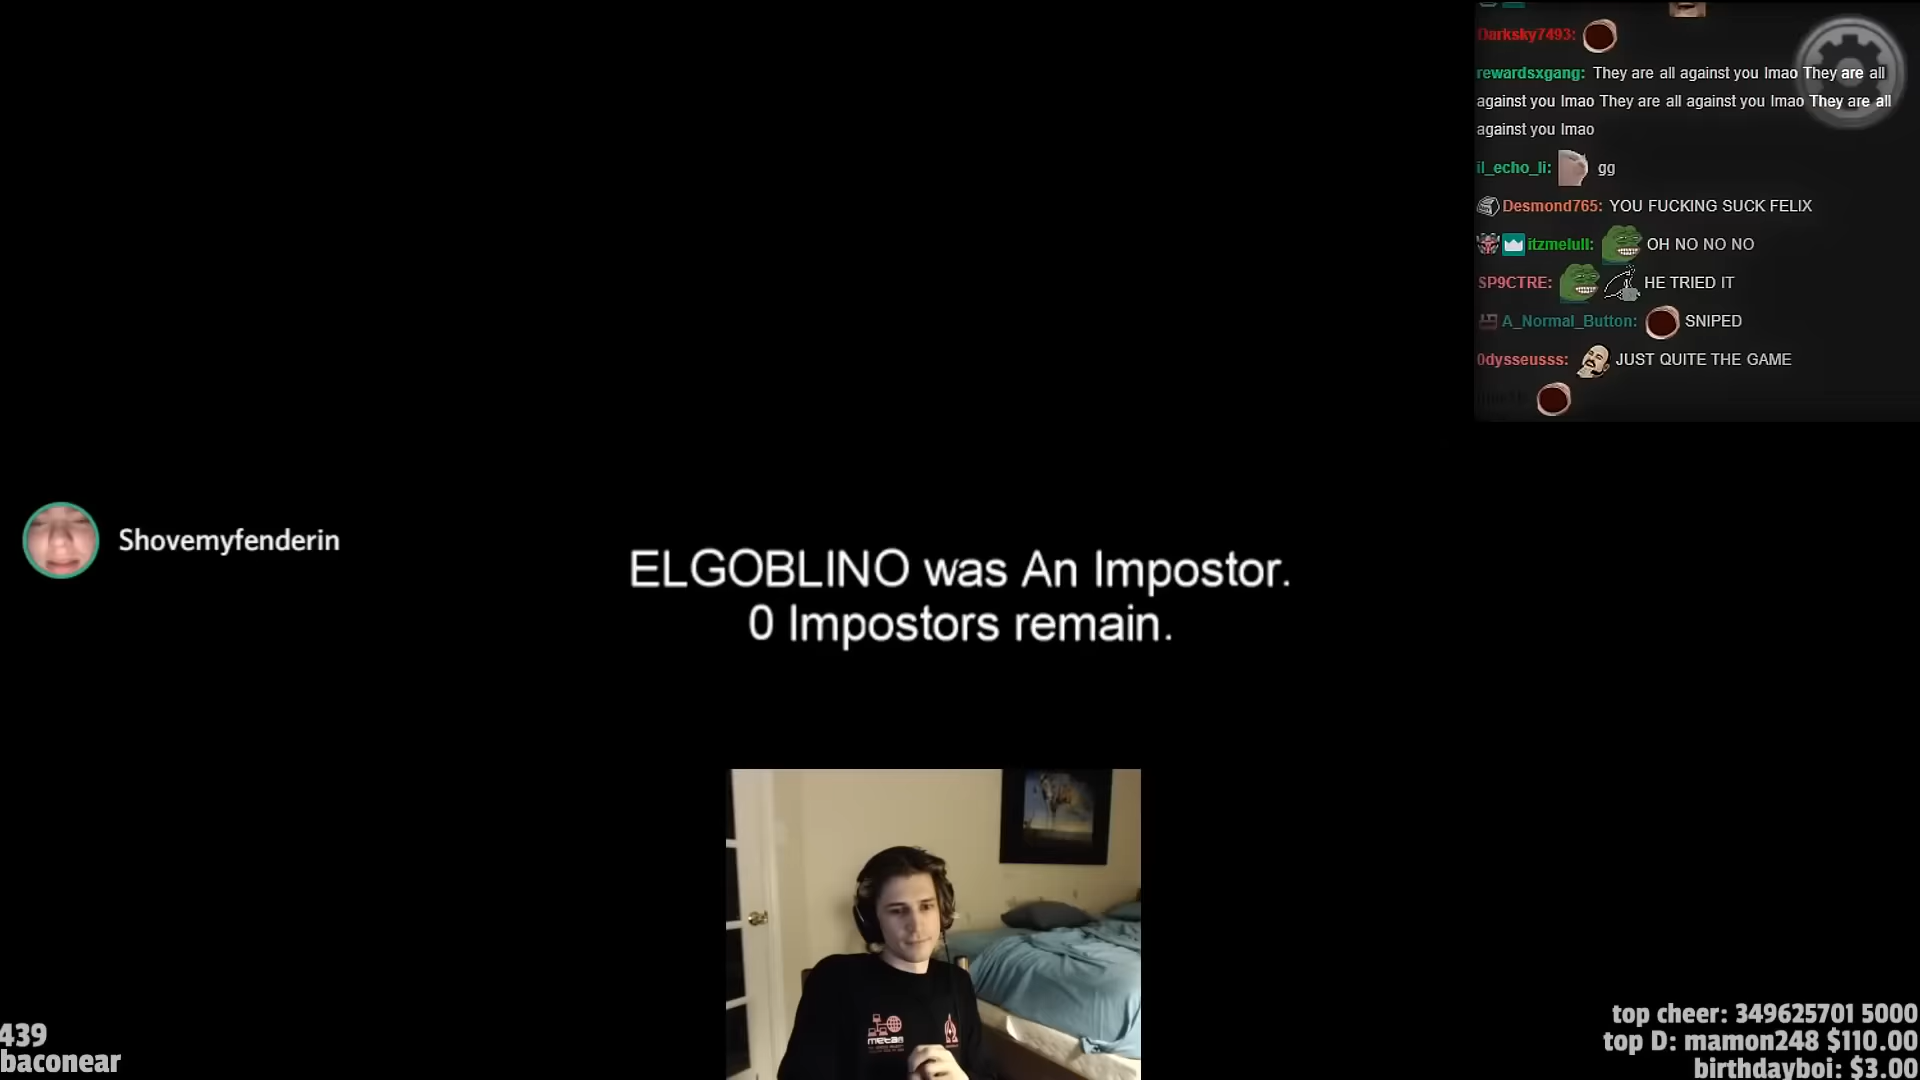 Darksky7493:
rewardsxgang: They are all against you lmao They are all
against you lmao They are all against you lmao They are all
against you lmao
il_echo_li: gg
Desmond765: YOU FUCKING SUCK FELIX
itzmelull: OH NO NO NO
SP9CTRE: HE TRIED IT
A_Normal_Button: SNIPED
0dysseusss: JUST QUITE THE GAME
Shovemyfenderin
ELGOBLINO was An Impostor.
0 Impostors remain.
META
439
baconear
top cheer: 349625701 5000
top D: mamon248 $110.00
birthdayboi: $3.00